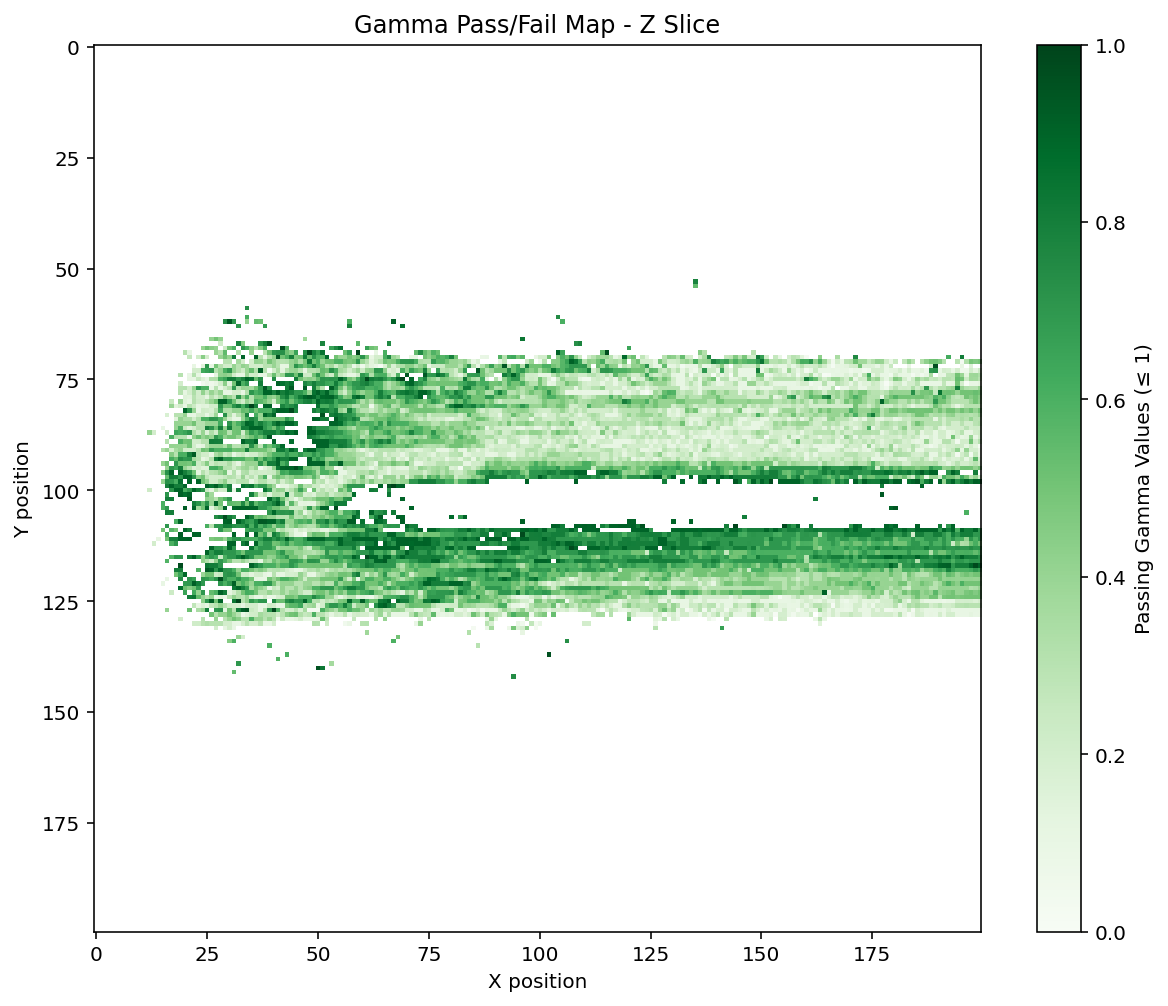 Gamma Pass/Fail Map - Z Slice
0
25
50
75
100
125
150
175
Y position
0 25 50 75 100 125 150 175
X position
1.0
0.8
0.6
0.4
0.2
0.0
Passing Gamma Values (≤ 1)